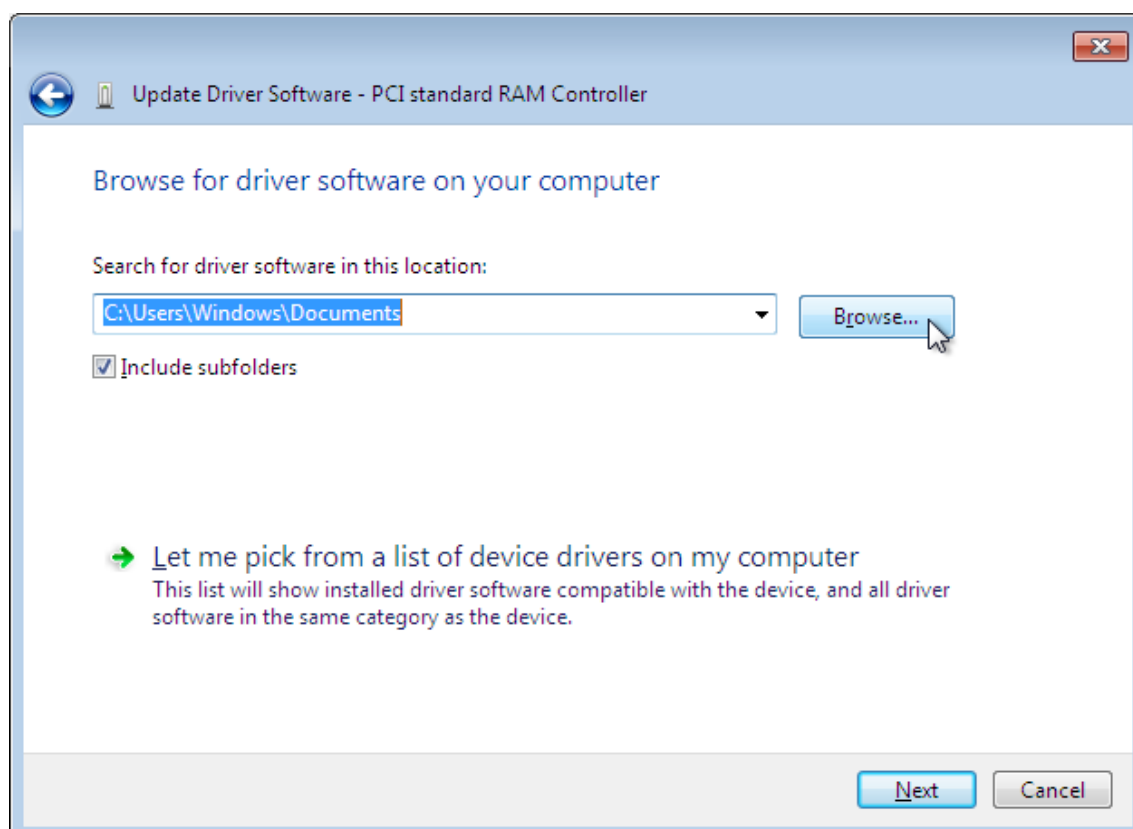 Update Driver Software - PCI standard RAM Controller
Browse for driver software on your computer
Search for driver software in this location:
C:\Users\Windows\Documents
Browse...
Include subfolders
Let me pick from a list of device drivers on my computer
This list will show installed driver software compatible with the device, and all driver
software in the same category as the device.
Next
Cancel